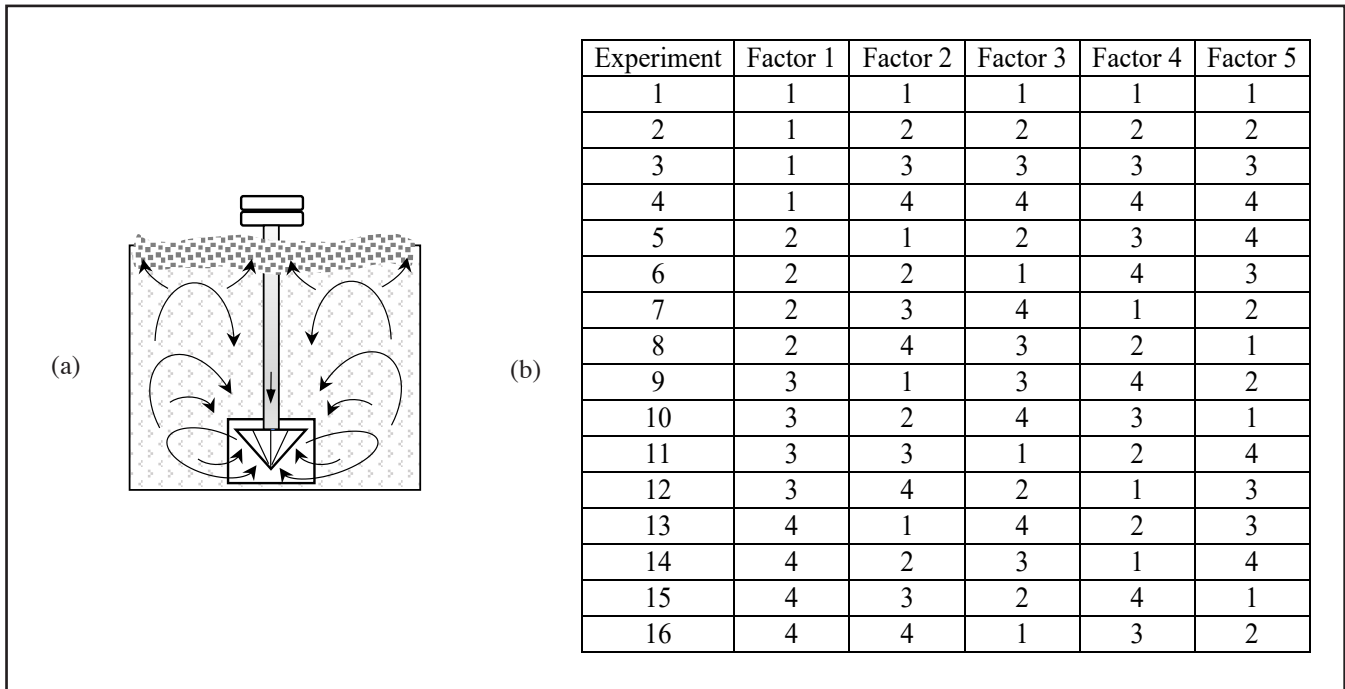 Experiment Factor 1 Factor 2 Factor 3 Factor 4 Factor 5
1 1 1 1 1 1
2 1 2 2 2 2
3 1 3 3 3 3
4 1 4 4 4 4
5 2 1 2 3 4
6 2 2 1 4 3
7 2 3 4 1 2
8 2 4 3 2 1
9 3 1 3 4 2
10 3 2 4 3 1
11 3 3 1 2 4
12 3 4 2 1 3
13 4 1 4 2 3
14 4 2 3 1 4
15 4 3 2 4 1
16 4 4 1 3 2
(a)
(b)